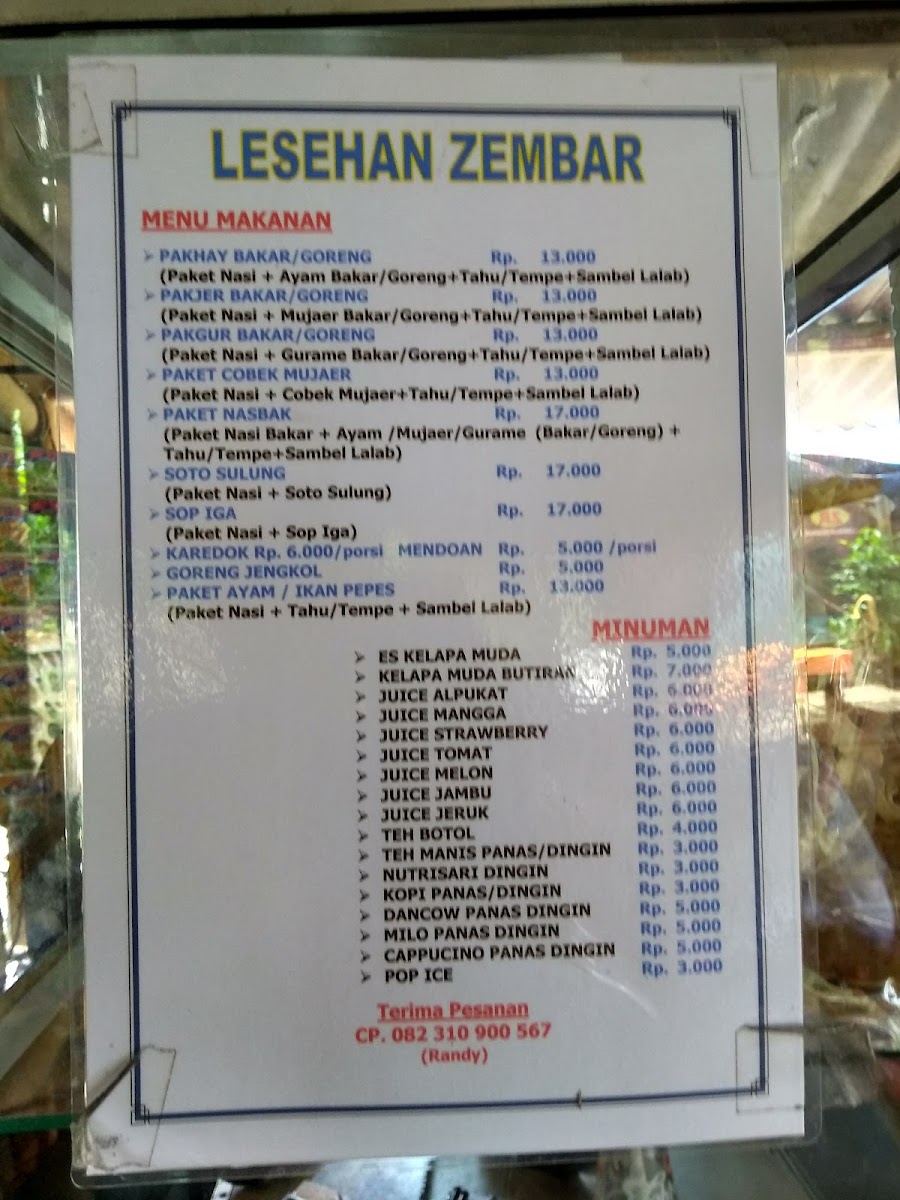 LESEHAN ZEMBAR
MENU MAKANAN
➢ PAKHAY BAKAR/GORENG Rp. 13.000
(Paket Nasi + Ayam Bakar/Goreng+Tahu/Tempe+Sambel Lalab)
➢ PAKJER BAKAR/GORENG Rp. 13.000
(Paket Nasi + Mujaer Bakar/Goreng+Tahu/Tempe+Sambel Lalab)
➢ PAKGUR BAKAR/GORENG Rp. 13.000
(Paket Nasi + Gurame Bakar/Goreng+Tahu/Tempe+Sambel Lalab)
➢ PAKET COBEK MUJAER Rp. 13.000
(Paket Nasi + Cobek Mujaer+Tahu/Tempe+Sambel Lalab)
➢ PAKET NASBAK Rp. 17.000
(Paket Nasi Bakar + Ayam /Mujaer/Gurame (Bakar/Goreng) +
Tahu/Tempe+Sambel Lalab)
➢ SOTO SULUNG Rp. 17.000
(Paket Nasi + Soto Sulung)
➢ SOP IGA Rp. 17.000
(Paket Nasi + Sop Iga)
➢ KAREDOK Rp. 6.000/porsi MENDOAN Rp. 5.000 /porsi
➢ GORENG JENGKOL Rp. 5.000
➢ PAKET AYAM / IKAN PEPES Rp. 13.000
(Paket Nasi + Tahu/Tempe + Sambel Lalab)
MINUMAN
➢ ES KELAPA MUDA Rp. 5.000
➢ KELAPA MUDA BUTIRAN Rp. 7.000
➢ JUICE ALPUKAT Rp. 6.000
➢ JUICE MANGGA Rp. 6.000
➢ JUICE STRAWBERRY Rp. 6.000
➢ JUICE TOMAT Rp. 6.000
➢ JUICE MELON Rp. 6.000
➢ JUICE JAMBU Rp. 6.000
➢ JUICE JERUK Rp. 6.000
➢ TEH BOTOL Rp. 4.000
➢ TEH MANIS PANAS/DINGIN Rp. 3.000
➢ NUTRISARI DINGIN Rp. 3.000
➢ KOPI PANAS/DINGIN Rp. 3.000
➢ DANCOW PANAS DINGIN Rp. 5.000
➢ MILO PANAS DINGIN Rp. 5.000
➢ CAPPUCINO PANAS DINGIN Rp. 5.000
➢ POP ICE Rp. 3.000
Terima Pesanan
CP. 082 310 900 567
(Randy)